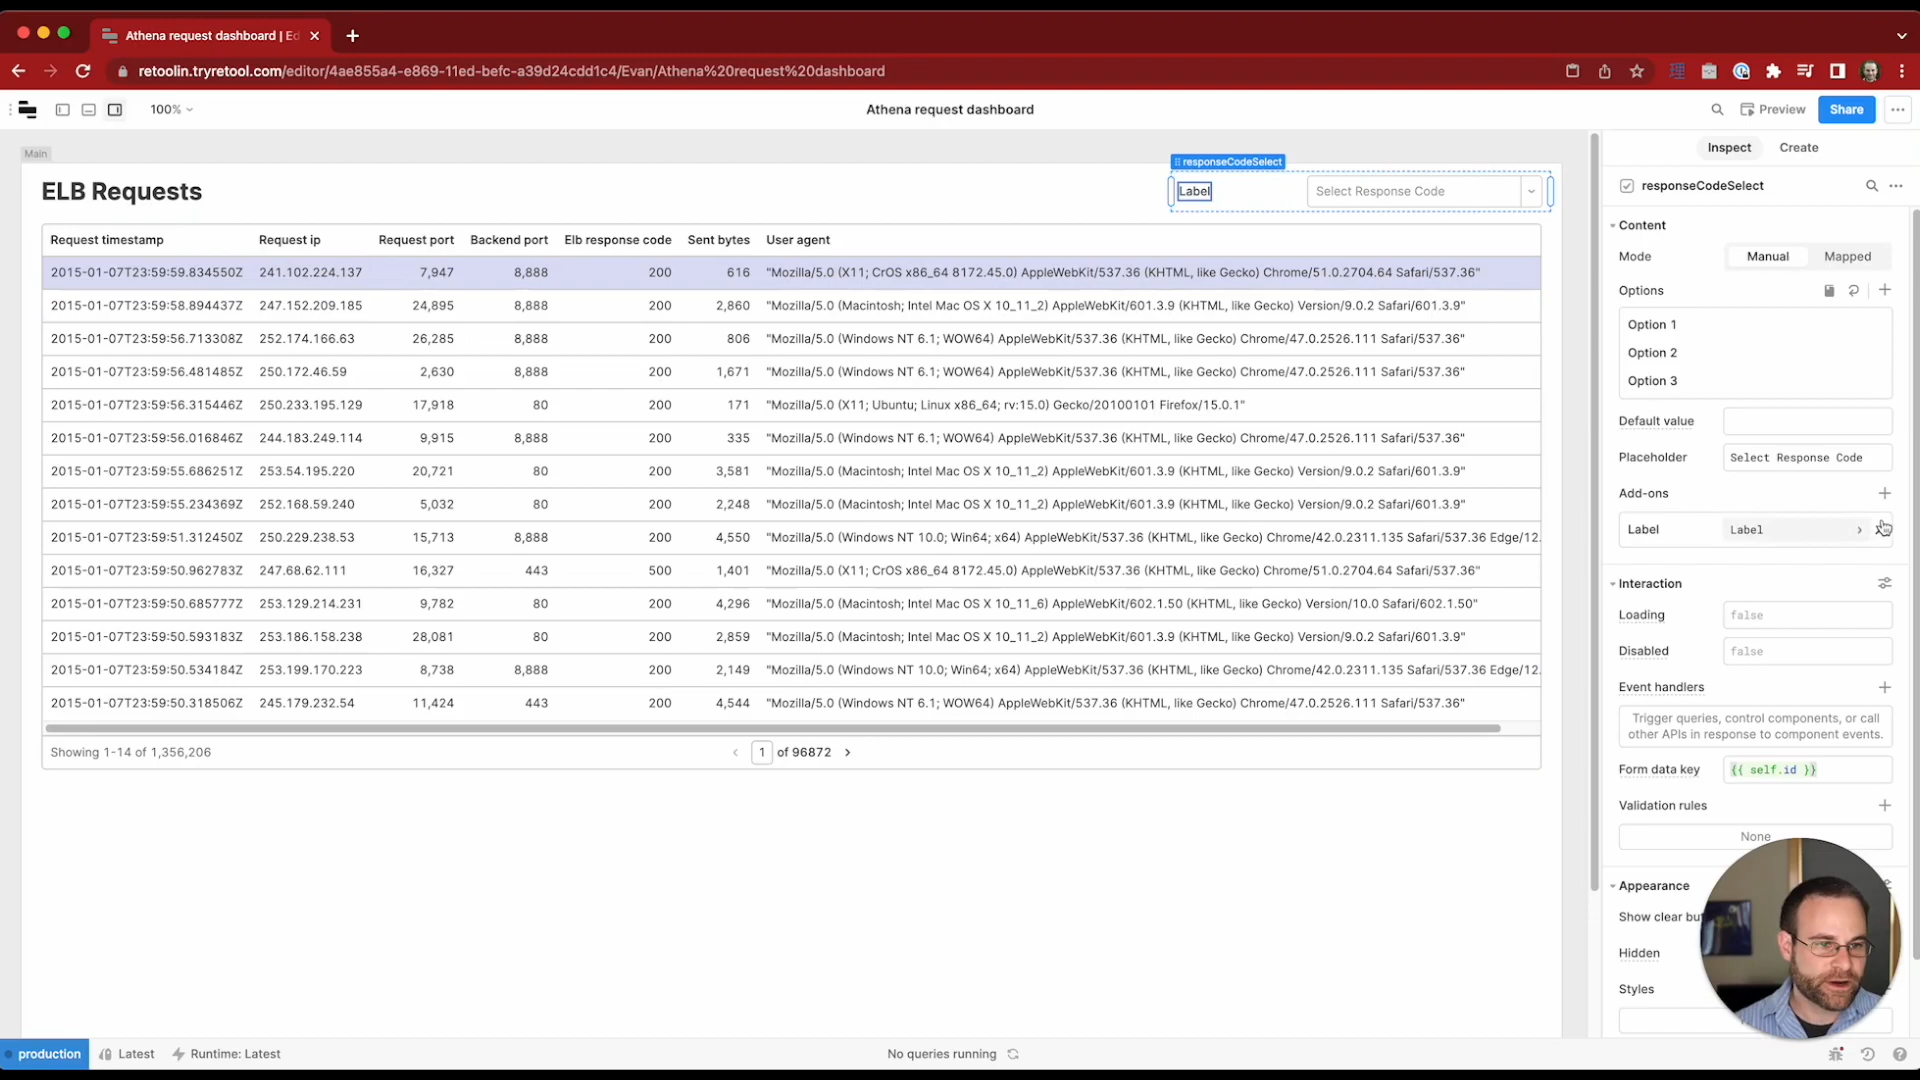 Athena request dashboard | Ed
retoolin.tryretool.com/editor/4ae855a4-e869-11ed-befc-a39d24cdd1c4/Evan/Athena%20request%20dashboard
100%
Athena request dashboard
Preview
Share
Main
ELB Requests
responseCodeSelect
Label
Select Response Code
Request timestamp Request ip Request port Backend port Elb response code Sent bytes User agent
2015-01-07T23:59:59.834550Z 241.102.224.137 7,947 8,888 200 616 "Mozilla/5.0 (X11; CrOS x86_64 8172.45.0) AppleWebKit/537.36 (KHTML, like Gecko) Chrome/51.0.2704.64 Safari/537.36"
2015-01-07T23:59:58.894437Z 247.152.209.185 24,895 8,888 200 2,860 "Mozilla/5.0 (Macintosh; Intel Mac OS X 10_11_2) AppleWebKit/601.3.9 (KHTML, like Gecko) Version/9.0.2 Safari/601.3.9"
2015-01-07T23:59:56.713308Z 252.174.166.63 26,285 8,888 200 806 "Mozilla/5.0 (Windows NT 6.1; WOW64) AppleWebKit/537.36 (KHTML, like Gecko) Chrome/47.0.2526.111 Safari/537.36"
2015-01-07T23:59:56.481485Z 250.172.46.59 2,630 8,888 200 1,671 "Mozilla/5.0 (Windows NT 6.1; WOW64) AppleWebKit/537.36 (KHTML, like Gecko) Chrome/47.0.2526.111 Safari/537.36"
2015-01-07T23:59:56.315446Z 250.233.195.129 17,918 80 200 171 "Mozilla/5.0 (X11; Ubuntu; Linux x86_64; rv:15.0) Gecko/20100101 Firefox/15.0.1"
2015-01-07T23:59:56.016846Z 244.183.249.114 9,915 8,888 200 335 "Mozilla/5.0 (Windows NT 6.1; WOW64) AppleWebKit/537.36 (KHTML, like Gecko) Chrome/47.0.2526.111 Safari/537.36"
2015-01-07T23:59:55.686251Z 253.54.195.220 20,721 80 200 3,581 "Mozilla/5.0 (Macintosh; Intel Mac OS X 10_11_2) AppleWebKit/601.3.9 (KHTML, like Gecko) Version/9.0.2 Safari/601.3.9"
2015-01-07T23:59:55.234369Z 252.168.59.240 5,032 80 200 2,248 "Mozilla/5.0 (Macintosh; Intel Mac OS X 10_11_2) AppleWebKit/601.3.9 (KHTML, like Gecko) Version/9.0.2 Safari/601.3.9"
2015-01-07T23:59:51.312450Z 250.229.238.53 15,713 8,888 200 4,550 "Mozilla/5.0 (Windows NT 10.0; Win64; x64) AppleWebKit/537.36 (KHTML, like Gecko) Chrome/42.0.2311.135 Safari/537.36 Edge/12.
2015-01-07T23:59:50.962783Z 247.68.62.111 16,327 443 500 1,401 "Mozilla/5.0 (X11; CrOS x86_64 8172.45.0) AppleWebKit/537.36 (KHTML, like Gecko) Chrome/51.0.2704.64 Safari/537.36"
2015-01-07T23:59:50.685777Z 253.129.214.231 9,782 80 200 4,296 "Mozilla/5.0 (Macintosh; Intel Mac OS X 10_11_6) AppleWebKit/602.1.50 (KHTML, like Gecko) Version/10.0 Safari/602.1.50"
2015-01-07T23:59:50.593183Z 253.186.158.238 28,081 80 200 2,859 "Mozilla/5.0 (Macintosh; Intel Mac OS X 10_11_2) AppleWebKit/601.3.9 (KHTML, like Gecko) Version/9.0.2 Safari/601.3.9"
2015-01-07T23:59:50.534184Z 253.199.170.223 8,738 8,888 200 2,149 "Mozilla/5.0 (Windows NT 10.0; Win64; x64) AppleWebKit/537.36 (KHTML, like Gecko) Chrome/42.0.2311.135 Safari/537.36 Edge/12.
2015-01-07T23:59:50.318506Z 245.179.232.54 11,424 443 200 4,544 "Mozilla/5.0 (Windows NT 6.1; WOW64) AppleWebKit/537.36 (KHTML, like Gecko) Chrome/47.0.2526.111 Safari/537.36"
Showing 1-14 of 1,356,206
1 of 96872
Inspect Create
responseCodeSelect
Content
Mode Manual Mapped
Options
Option 1
Option 2
Option 3
Default value
Placeholder Select Response Code
Add-ons
Label Label
Interaction
Loading false
Disabled false
Event handlers
Trigger queries, control components, or call
other APIs in response to component events.
Form data key {{ self.id }}
Validation rules
None
Appearance
Show clear but
Hidden
Styles
production Latest Runtime: Latest
No queries running